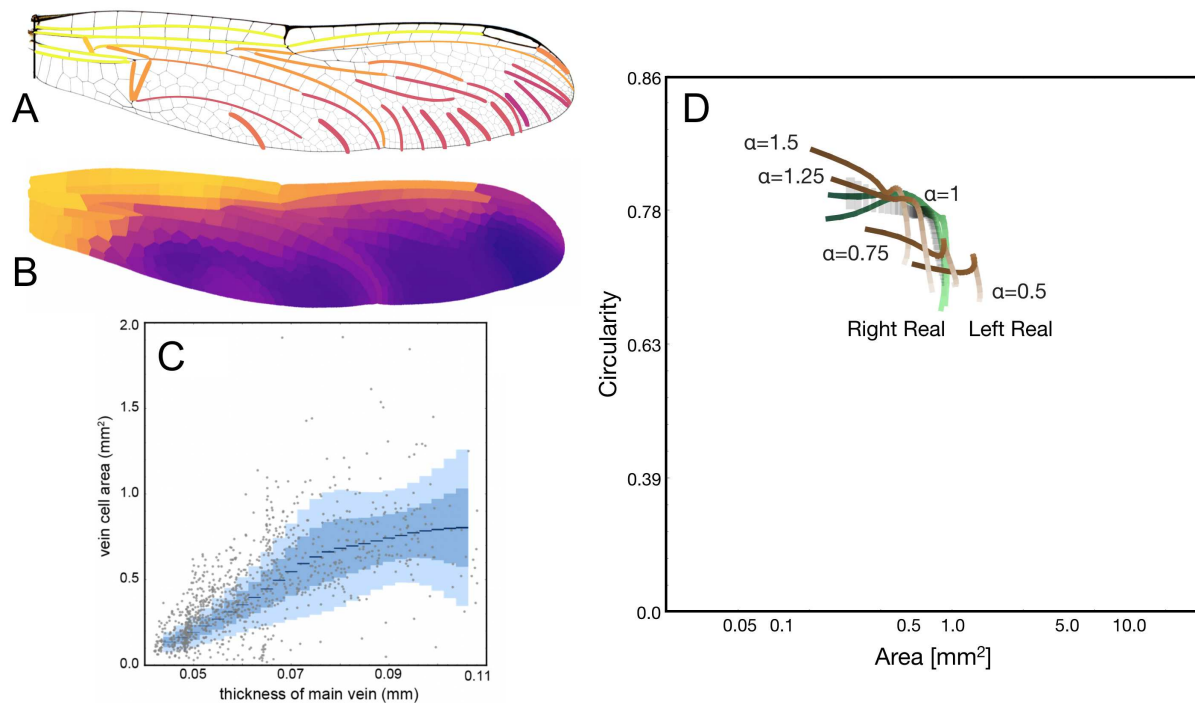 A
B
C
vein cell area (mm²)
2.0
1.5
1.0
0.5
0.0
0.05
0.07
0.09
0.11
thickness of main vein (mm)
D
Circularity
0.86
0.78
0.63
0.39
0.0
α=1.5
α=1.25
α=1
α=0.75
α=0.5
Right Real
Left Real
0.05
0.1
0.5
1.0
5.0
10.0
Area [mm²]